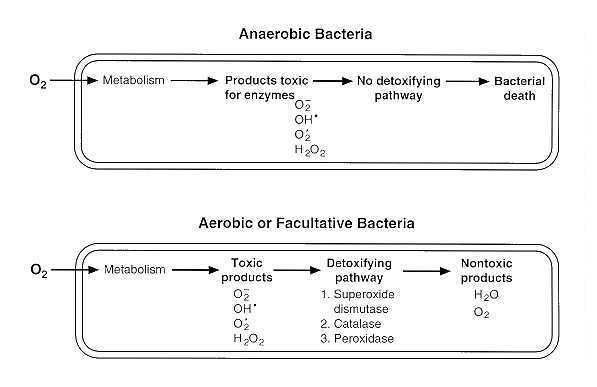 Anaerobic Bacteria
O₂ Metabolism Products toxic No detoxifying Bacterial
for enzymes pathway death
O₂⁻
OH•
O₂•
H₂O₂
Aerobic or Facultative Bacteria
O₂ Metabolism Toxic Detoxifying Nontoxic
products pathway products
O₂⁻ 1. Superoxide H₂O
OH• dismutase O₂
O₂• 2. Catalase
H₂O₂ 3. Peroxidase